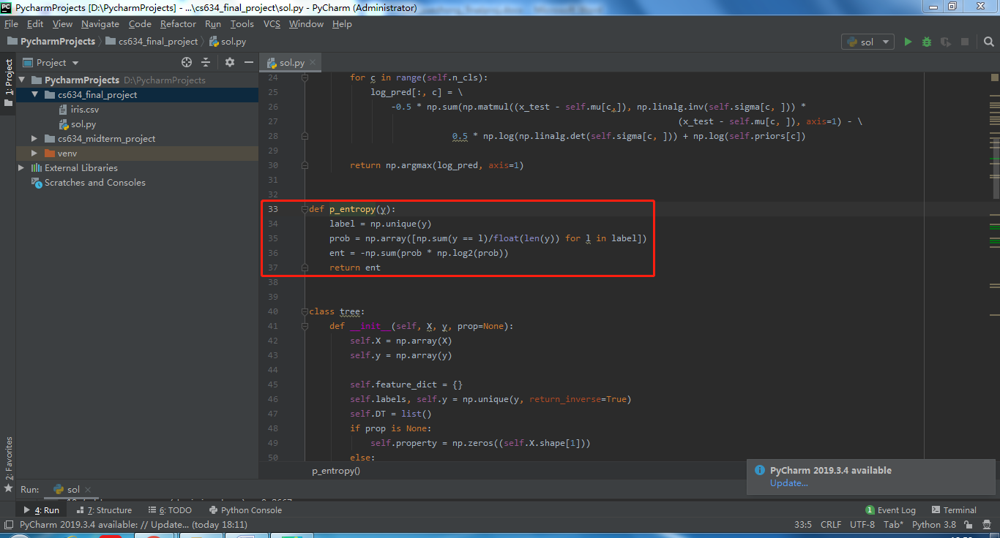 PyCharmProjects [D:\PycharmProjects] - ...\cs634_final_project\sol.py - PyCharm (Administrator)
File Edit View Navigate Code Refactor Run Tools VCS Window Help
PycharmProjects cs634_final_project sol.py
sol
1: Project
Project
sol.py
PycharmProjects D:\PycharmProjects
cs634_final_project
iris.csv
sol.py
cs634_midterm_project
venv
External Libraries
Scratches and Consoles
24 for c in range(self.n_cls):
25 log_pred[:, c] = \
26 -0.5 * np.sum(np.matmul((x_test - self.mu[c,]), np.linalg.inv(self.sigma[c, ])) *
27 (x_test - self.mu[c, ]), axis=1) - \
28 0.5 * np.log(np.linalg.det(self.sigma[c, ])) + np.log(self.priors[c])
29
30 return np.argmax(log_pred, axis=1)
31
32
33 def p_entropy(y):
34 label = np.unique(y)
35 prob = np.array([np.sum(y == l)/float(len(y)) for l in label])
36 ent = -np.sum(prob * np.log2(prob))
37 return ent
38
39
40 class tree:
41 def __init__(self, X, y, prop=None):
42 self.X = np.array(X)
43 self.y = np.array(y)
44
45 self.feature_dict = {}
46 self.labels, self.y = np.unique(y, return_inverse=True)
47 self.DT = list()
48 if prop is None:
49 self.property = np.zeros((self.X.shape[1]))
50 else:
p_entropy()
PyCharm 2019.3.4 available
Update...
2: Favorites
Run: sol
4: Run 7: Structure 6: TODO Python Console Event Log Terminal
PyCharm 2019.3.4 available: // Update... (today 18:11) 33:5 CRLF UTF-8 Tab* Python 3.8